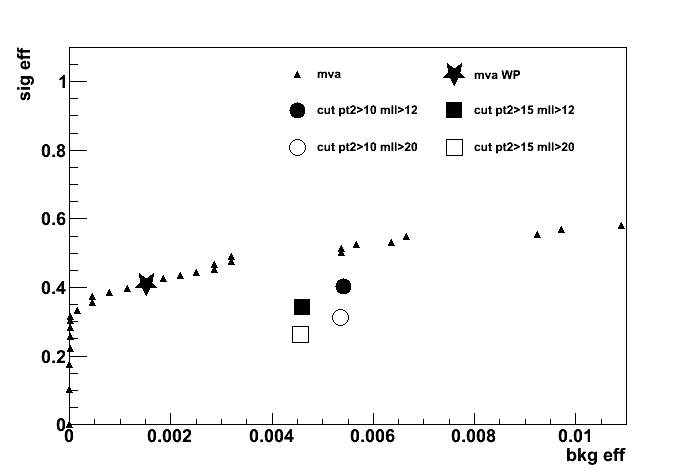 sig eff
mva
mva WP
cut pt2>10 mll>12
cut pt2>15 mll>12
cut pt2>10 mll>20
cut pt2>15 mll>20
1
0.8
0.6
0.4
0.2
0
0 0.002 0.004 0.006 0.008 0.01
bkg eff